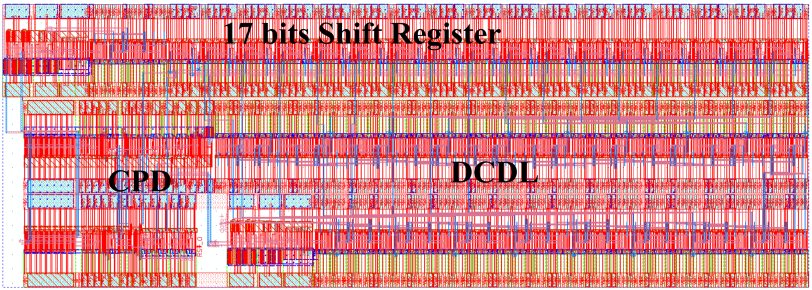 17 bits Shift Register
DCDL
CPD